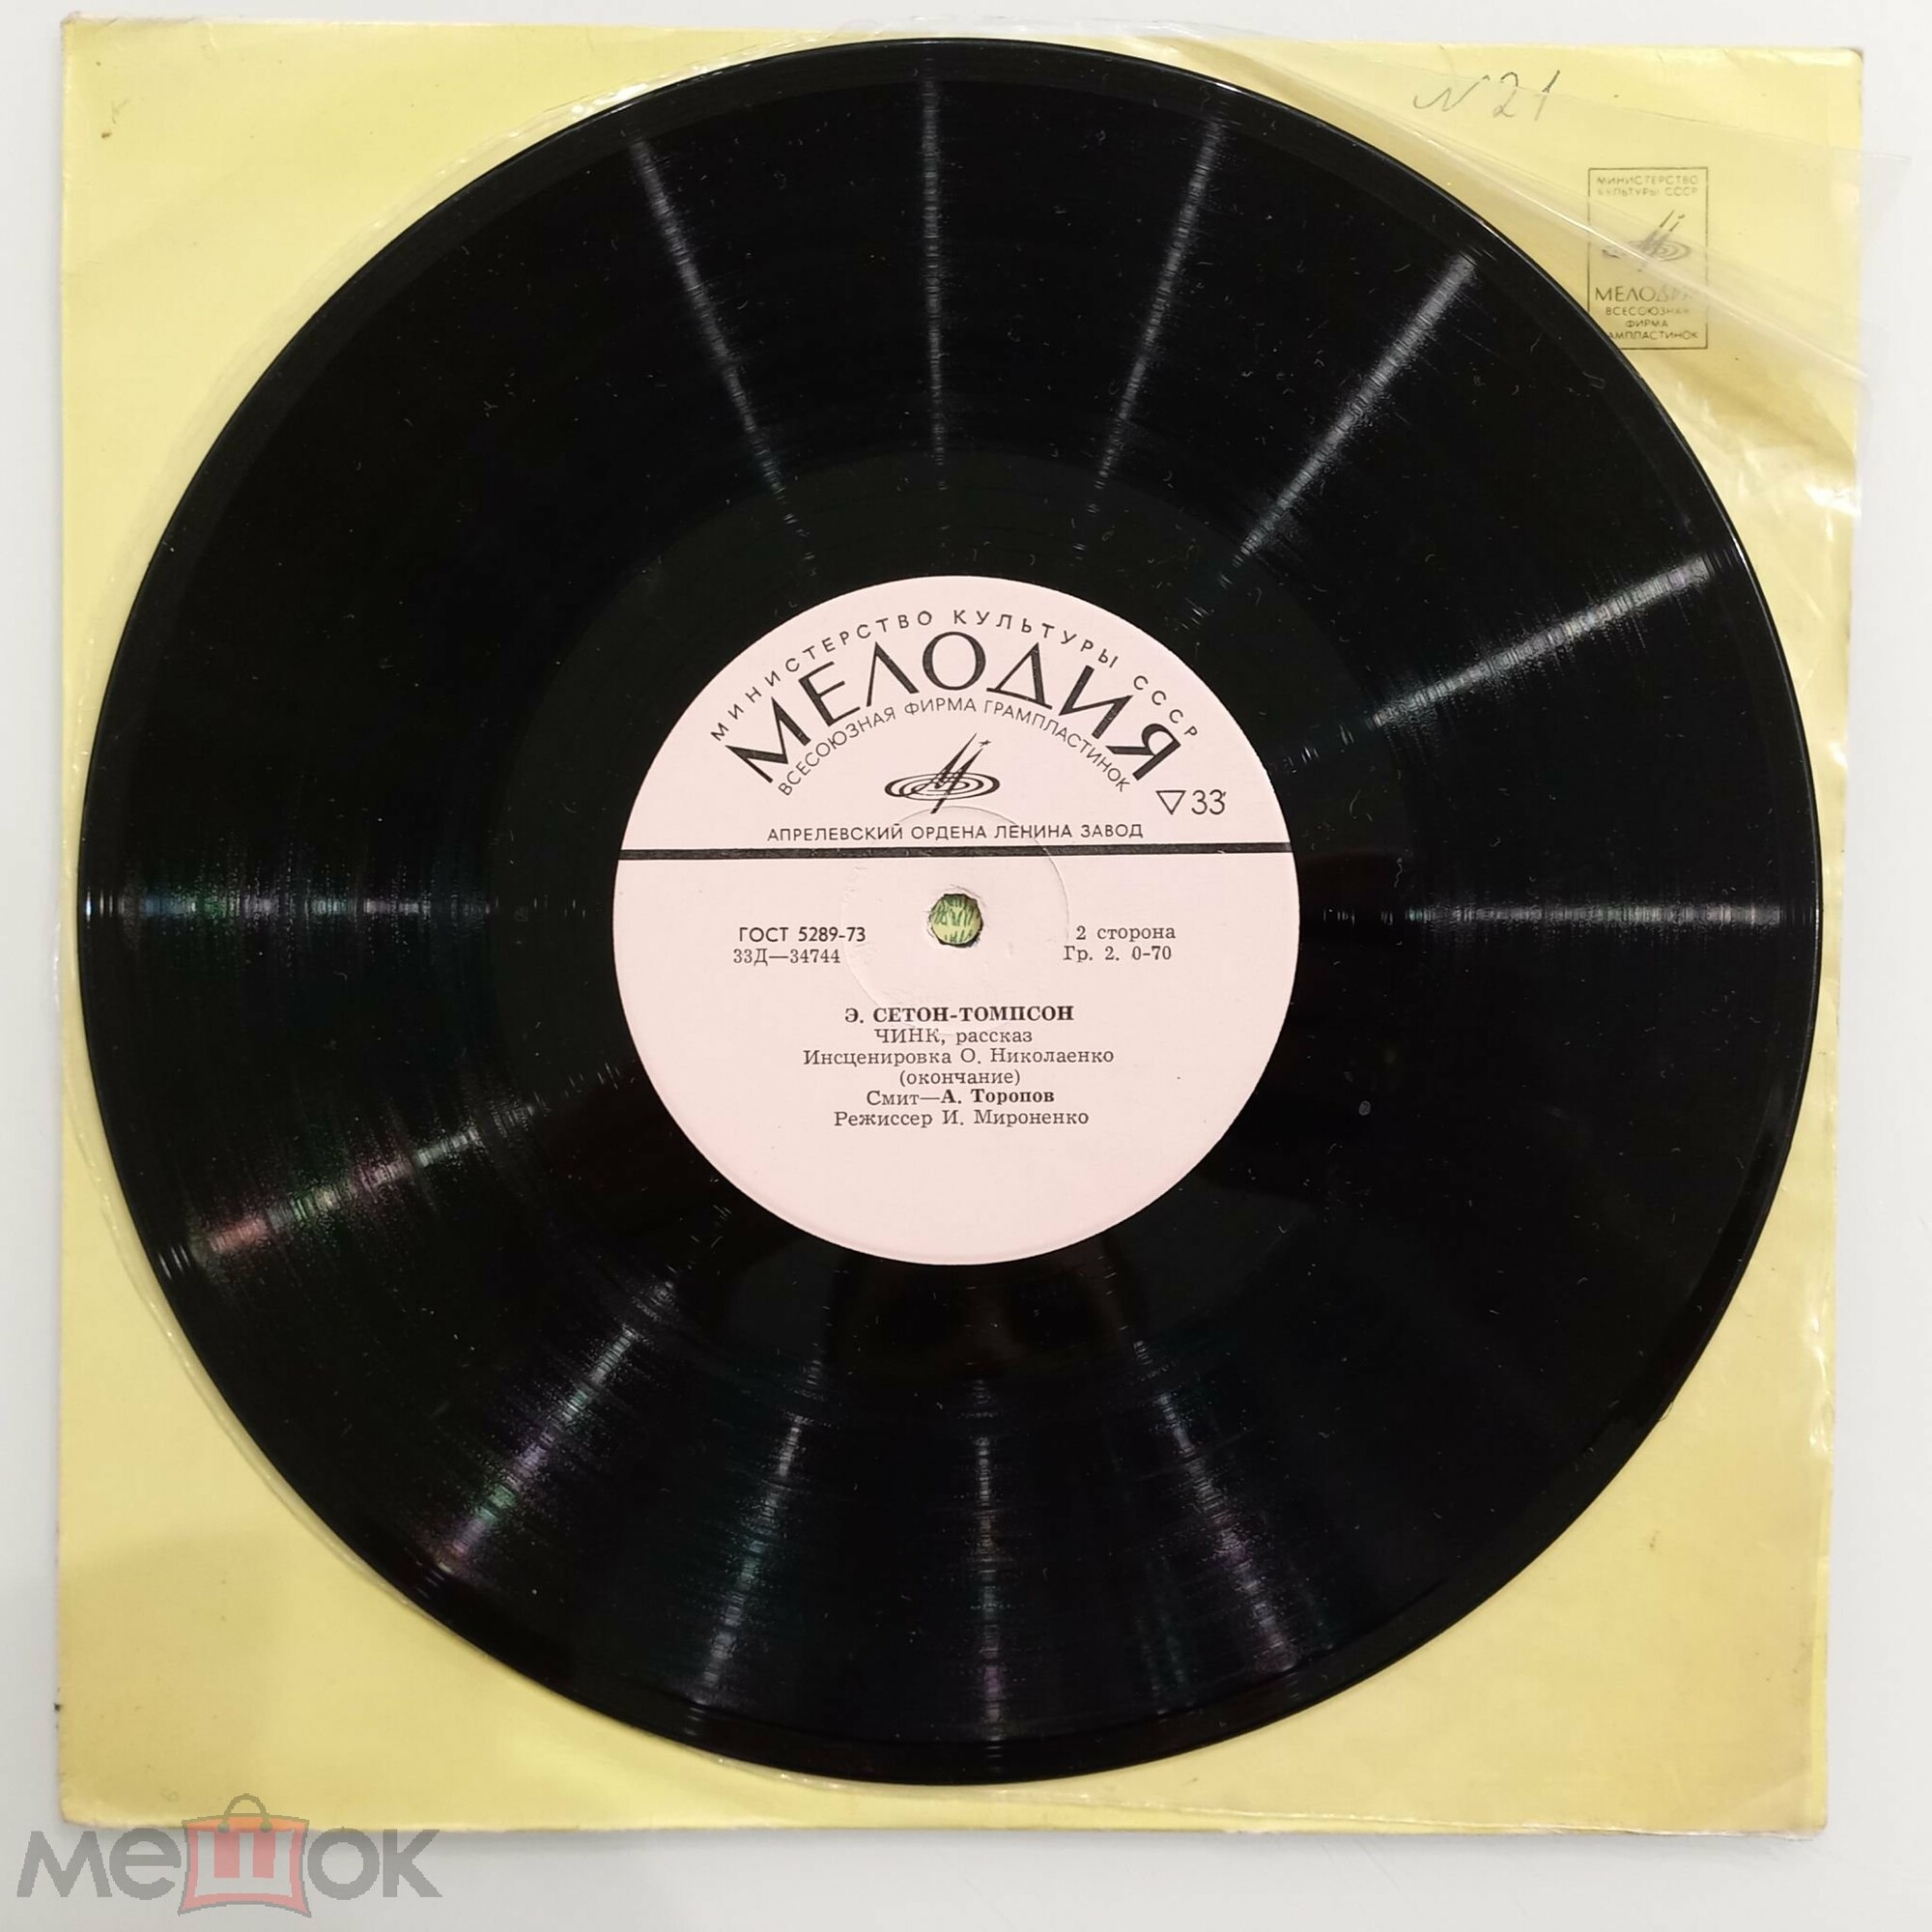 N 21
МИНИСТЕРСТВО
КУЛЬТУРЫ СССР
МЕЛОДИЯ
ВСЕСОЮЗНАЯ
ФИРМА
АМПЛАСТИНОК
МИНИСТЕРСТВО КУЛЬТУРЫ СССР
МЕЛОДИЯ
ВСЕСОЮЗНАЯ ФИРМА ГРАМПЛАСТИНОК
▽33
АПРЕЛЕВСКИЙ ОРДЕНА ЛЕНИНА ЗАВОД
ГОСТ 5289-73 2 сторона
33Д—34744 Гр. 2. 0-70
Э. СЕТОН-ТОМПСОН
ЧИНК, рассказ
Инсценировка О. Николаенко
(окончание)
Смит—А. Торопов
Режиссер И. Мироненко
мешок